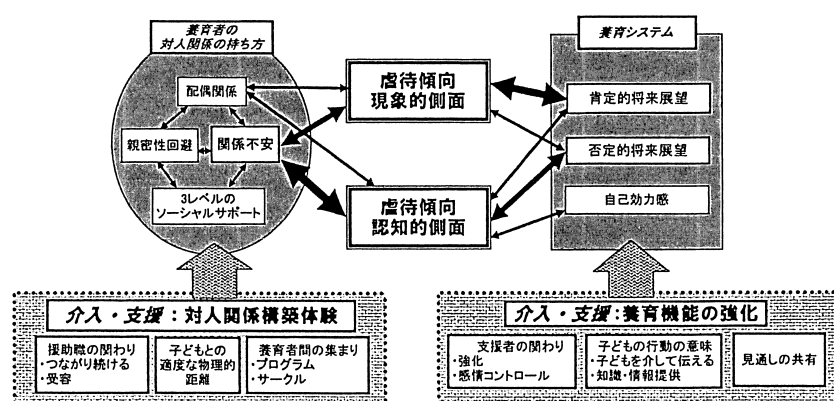 養育者の
対人関係の持ち方
配偶関係
親密性回避
関係不安
3レベルの
ソーシャルサポート
虐待傾向
現象的側面
虐待傾向
認知的側面
養育システム
肯定的将来展望
否定的将来展望
自己効力感
介入・支援：対人関係構築体験
援助職の関わり
・つながり続ける
・受容
子どもとの
適度な物理的
距離
養育者間の集まり
・プログラム
・サークル
介入・支援：養育機能の強化
支援者の関わり
・強化
・感情コントロール
子どもの行動の意味
・子どもを介して伝える
・知識・情報提供
見通しの共有